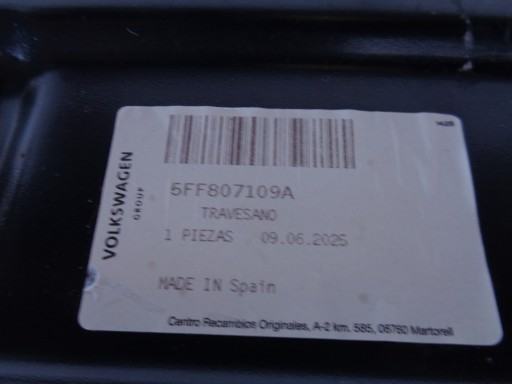 VOLKSWAGEN
GROUP
5FF807109A
TRAVESANO
1 PIEZAS 09.06.2025
MADE IN Spain
Centro Recambios Originales, A-2 km. 585, 08760 Martorell